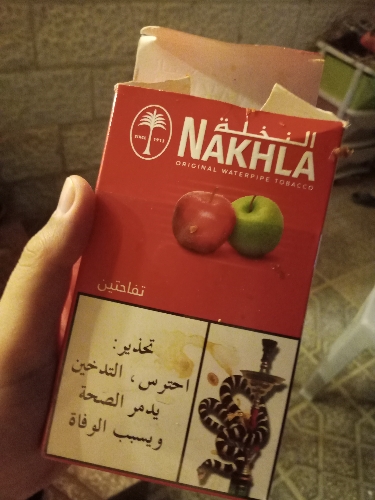 النخلة
SINCE 1913
NAKHLA
ORIGINAL WATERPIPE TOBACCO
تفاحتين
تحذير:
احترس، التدخين
يدمر الصحة
ويسبب الوفاة